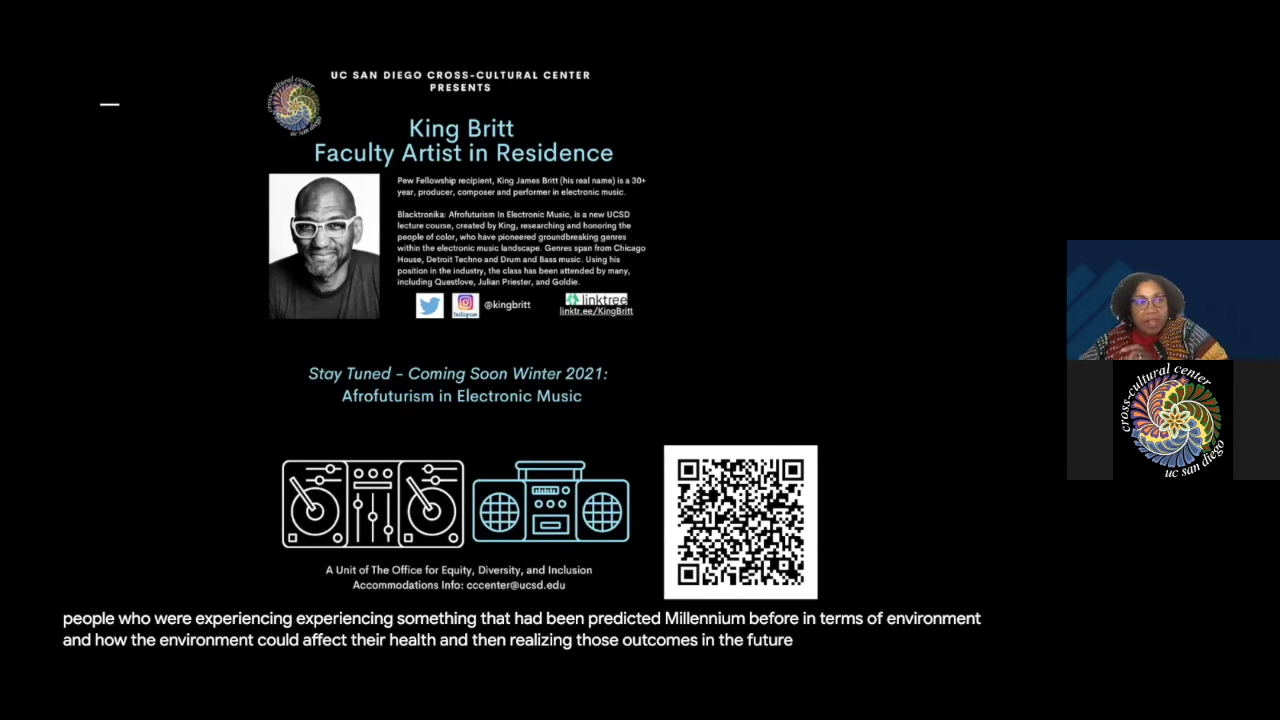 UC SAN DIEGO CROSS-CULTURAL CENTER
PRESENTS
cross-cultural center
uc san diego
King Britt
Faculty Artist in Residence
Pew Fellowship recipient, King James Britt (his real name) is a 30+
year, producer, composer and performer in electronic music.
Blacktronika: Afrofuturism In Electronic Music, is a new UCSD
lecture course, created by King, researching and honoring the
people of color, who have pioneered groundbreaking genres
within the electronic music landscape. Genres span from Chicago
House, Detroit Techno and Drum and Bass music. Using his
position in the industry, the class has been attended by many,
including Questlove, Julian Priester, and Goldie.
Instagram
@kingbritt
linktree
linktr.ee/KingBritt
Stay Tuned - Coming Soon Winter 2021:
Afrofuturism in Electronic Music
cross-cultural center
uc san diego
A Unit of The Office for Equity, Diversity, and Inclusion
Accommodations Info: cccenter@ucsd.edu
people who were experiencing experiencing something that had been predicted Millennium before in terms of environment
and how the environment could affect their health and then realizing those outcomes in the future